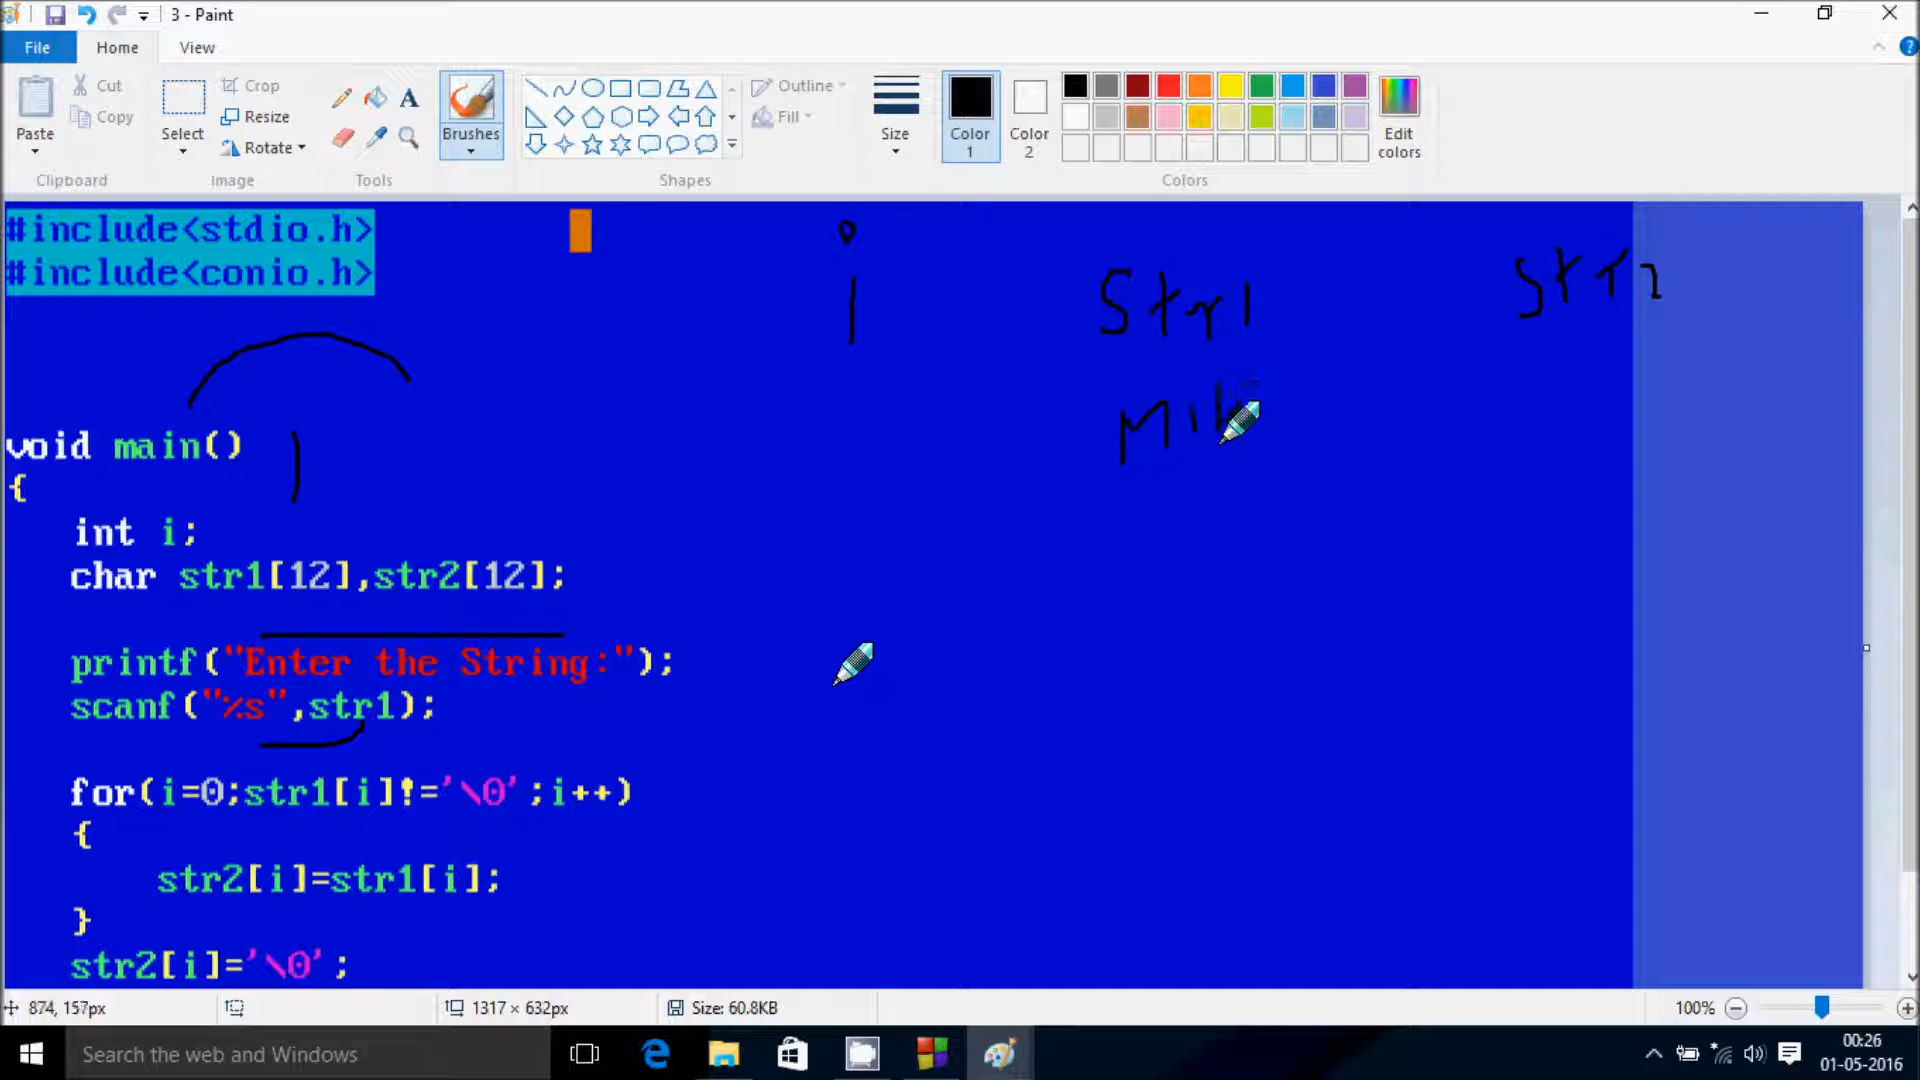 3 - Paint
File Home View
Paste
Cut
Copy
Clipboard
Select
Crop
Resize
Rotate
Image
Tools
Brushes
Shapes
Outline
Fill
Size
Color 1
Color 2
Edit colors
Colors
#include<stdio.h>
#include<conio.h>
i
Str1
Str2
void main()
{
int i;
char str1[12],str2[12];
printf("Enter the String:");
scanf("%s",str1);
for(i=0;str1[i]!='\0';i++)
{
str2[i]=str1[i];
}
str2[i]='\0';
874, 157px
1317 × 632px
Size: 60.8KB
100%
Search the web and Windows
00:26
01-05-2016